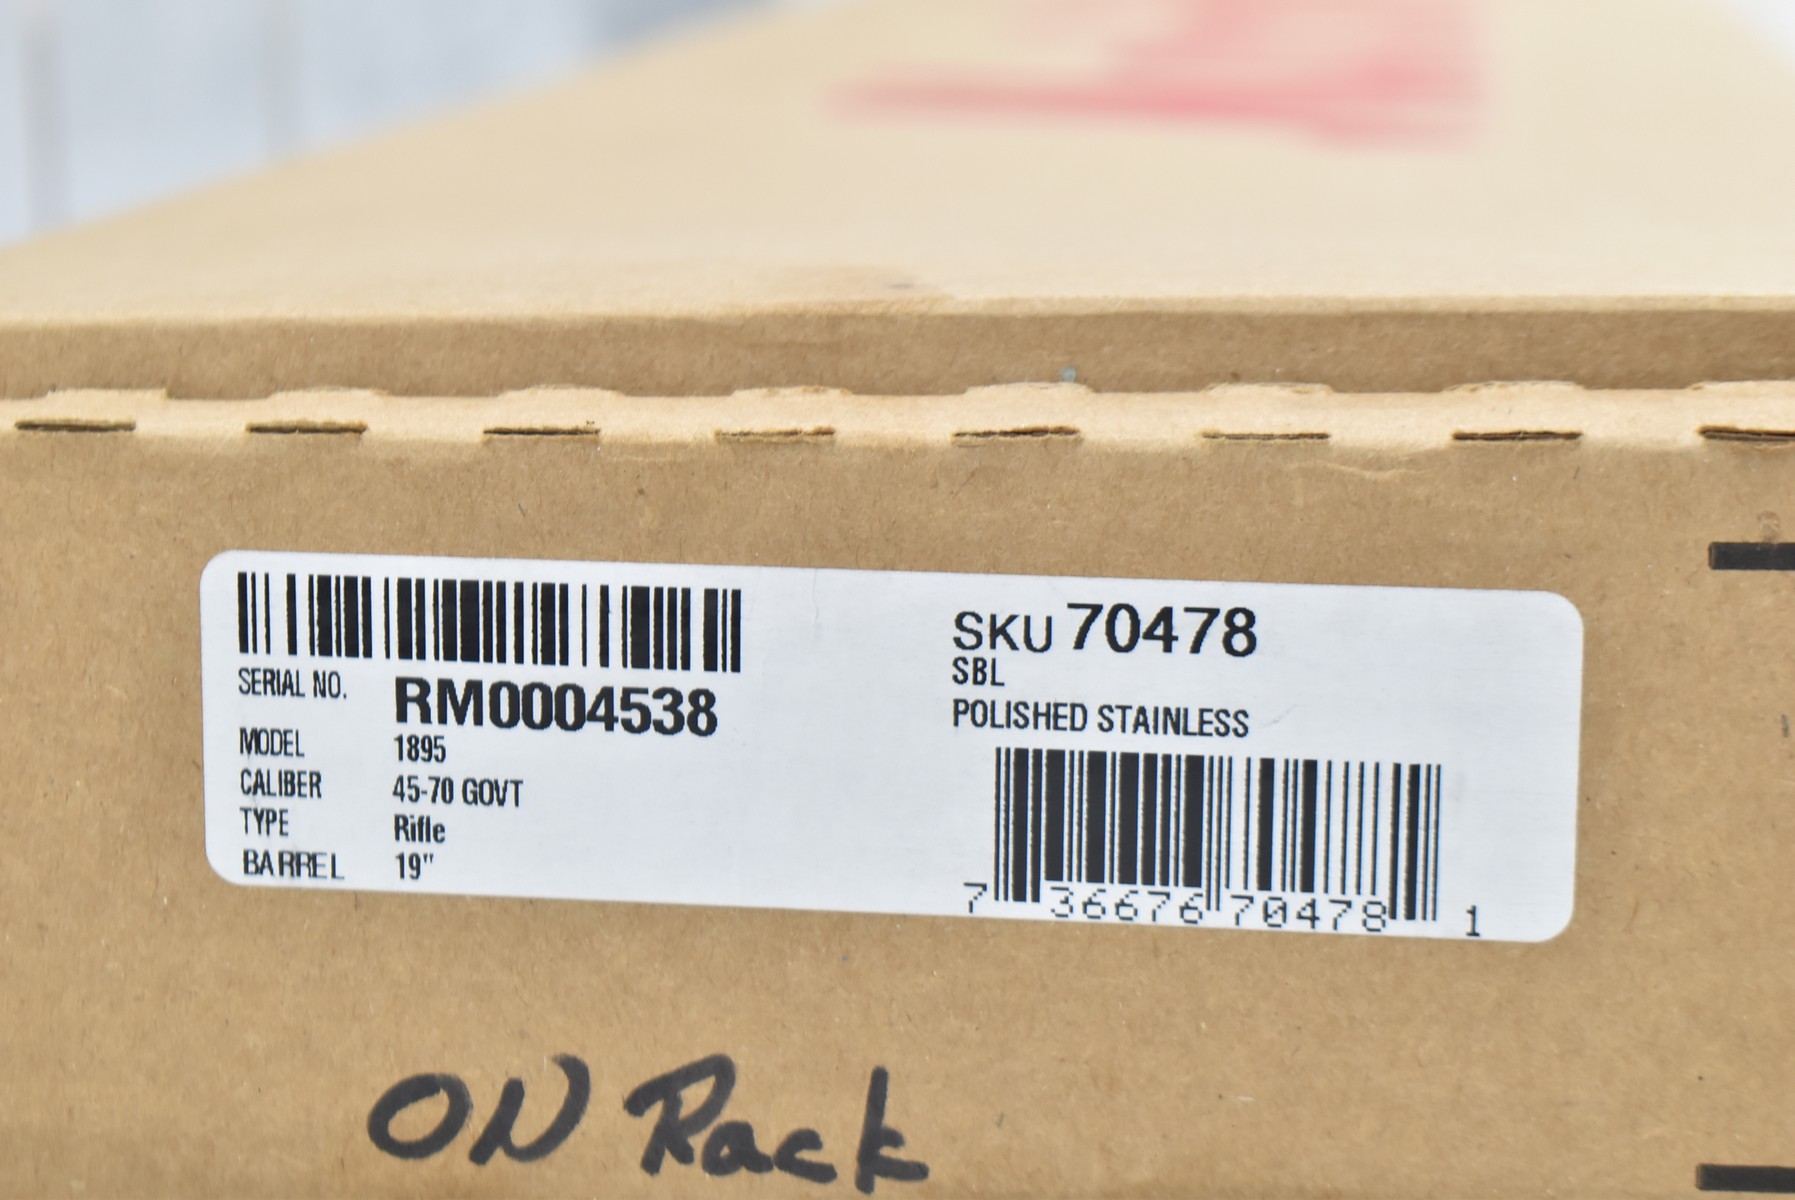 SERIAL NO. RM0004538
MODEL 1895
CALIBER 45-70 GOVT
TYPE Rifle
BARREL 19"
SKU 70478
SBL
POLISHED STAINLESS
7 36676 70478 1
ON Rack